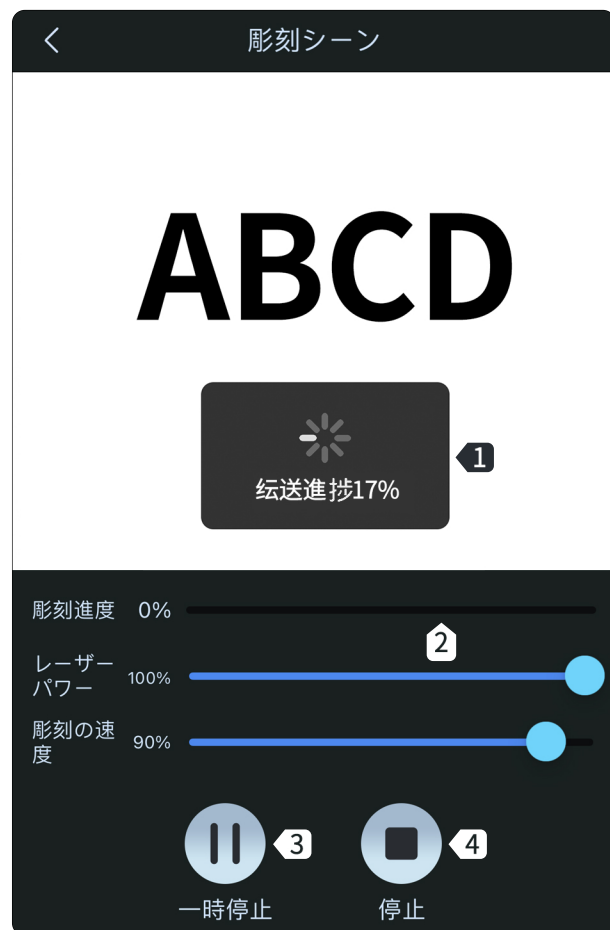 彫刻シーン
ABCD
1
纭送進捗17%
彫刻進度 0%
2
レーザー
パワー 100%
彫刻の速
度 90%
3
4
一時停止 停止